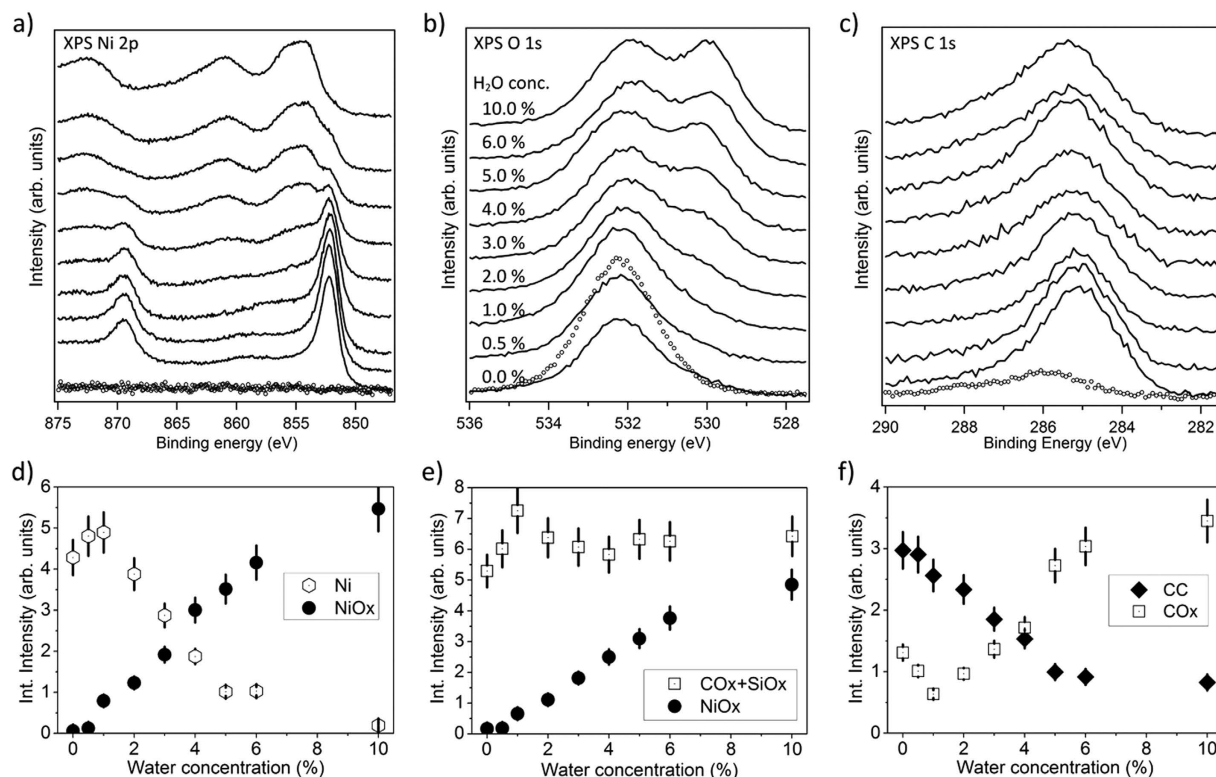 a)
XPS Ni 2p
Intensity (arb. units)
875 870 865 860 855 850
Binding energy (eV)
b)
XPS O 1s
H₂O conc.
10.0 %
6.0 %
5.0 %
4.0 %
3.0 %
2.0 %
1.0 %
0.5 %
0.0 %
Intensity (arb. units)
536 534 532 530 528
Binding energy (eV)
c)
XPS C 1s
Intensity (arb. units)
290 288 286 284 282
Binding Energy (eV)
d)
Int. Intensity (arb. units)
6
5
4
3
2
1
0
Ni
NiOx
0 2 4 6 8 10
Water concentration (%)
e)
Int. Intensity (arb. units)
8
7
6
5
4
3
2
1
0
COx+SiOx
NiOx
0 2 4 6 8 10
Water concentration (%)
f)
Int. Intensity (arb. units)
4
3
2
1
0
CC
COx
0 2 4 6 8 10
Water concentration (%)